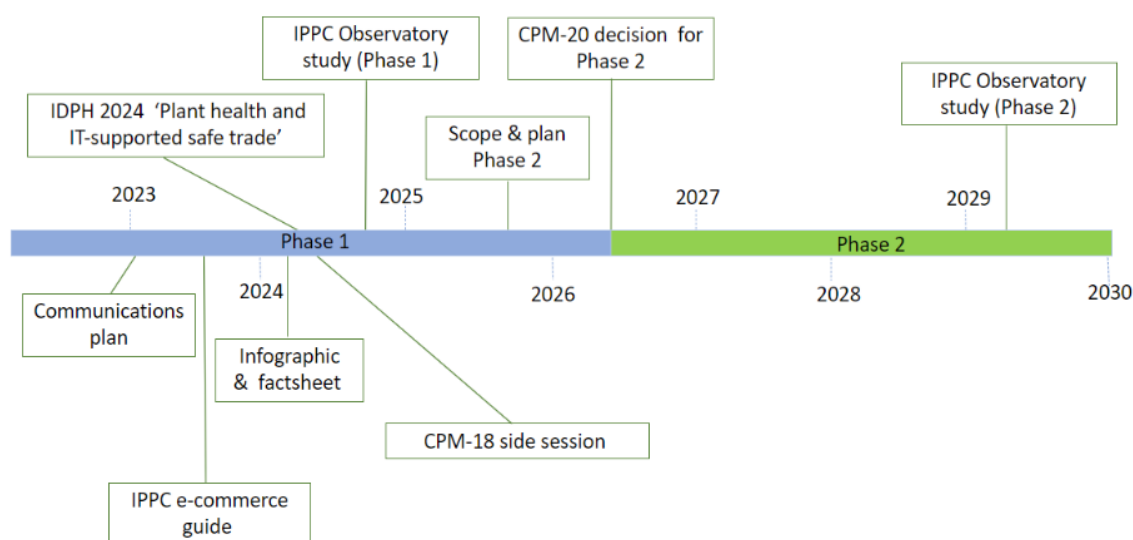 IPPC Observatory
study (Phase 1)
CPM-20 decision for
Phase 2
IPPC Observatory
study (Phase 2)
IDPH 2024  ‘Plant health and
IT-supported safe trade’
Scope & plan
Phase 2
2023
2025
2027
2029
Phase 1
Phase 2
2024
2026
2028
2030
Communications
plan
Infographic
& factsheet
CPM-18 side session
IPPC e-commerce
guide